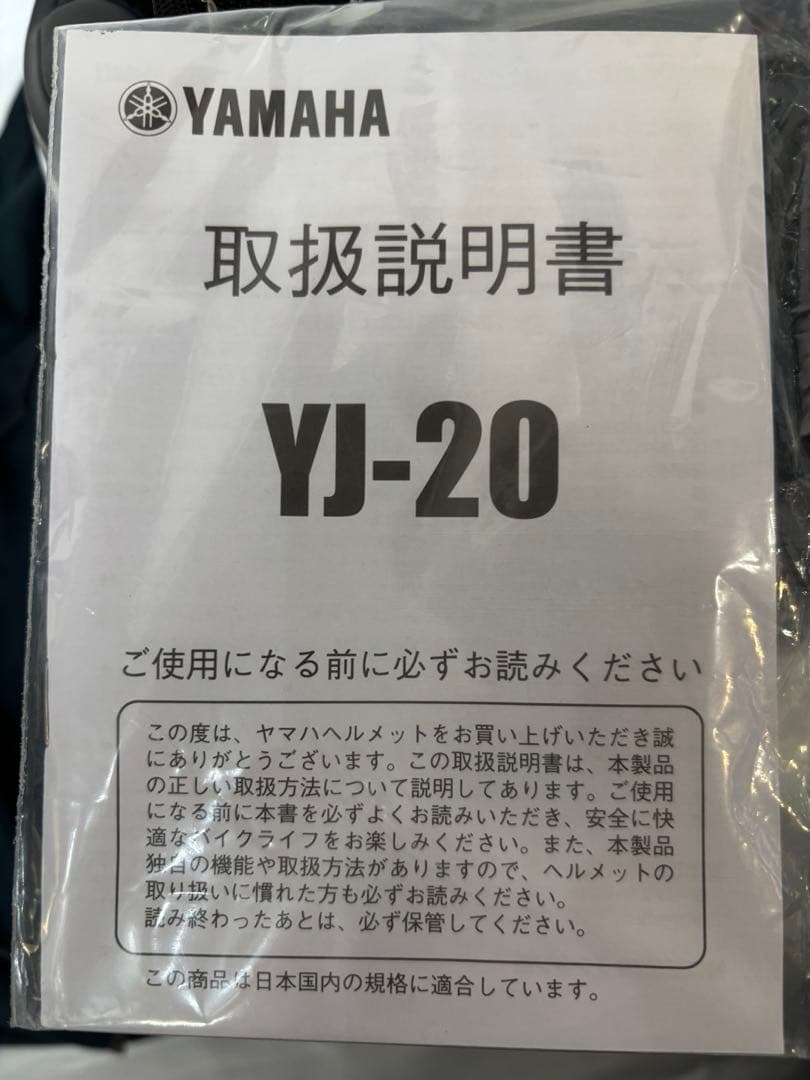 YAMAHA
取扱説明書
YJ-20
ご使用になる前に必ずお読みください
この度は、ヤマハヘルメットをお買い上げいただき誠
にありがとうございます。この取扱説明書は、本製品
の正しい取扱方法について説明してあります。ご使用
になる前に本書を必ずよくお読みいただき、安全に快
適なバイクライフをお楽しみください。また、本製品
独自の機能や取扱方法がありますので、ヘルメットの
取り扱いに慣れた方も必ずお読みください。
読み終わったあとは、必ず保管してください。
この商品は日本国内の規格に適合しています。